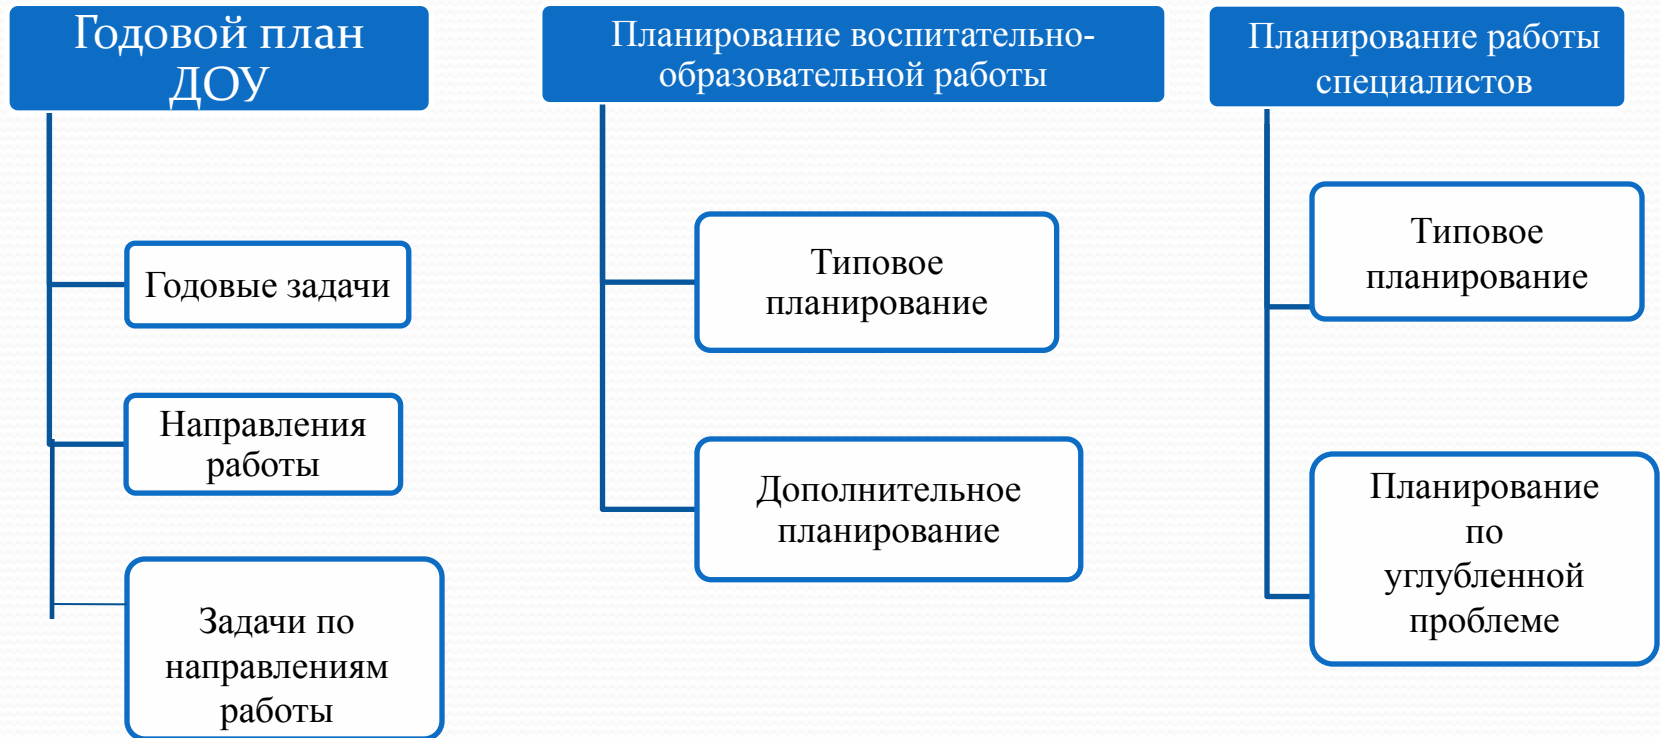 Годовой план
ДОУ
Годовые задачи
Направления
работы
Задачи по
направлениям
работы
Планирование воспитательно-
образовательной работы
Типовое
планирование
Дополнительное
планирование
Планирование работы
специалистов
Типовое
планирование
Планирование
по
углубленной
проблеме